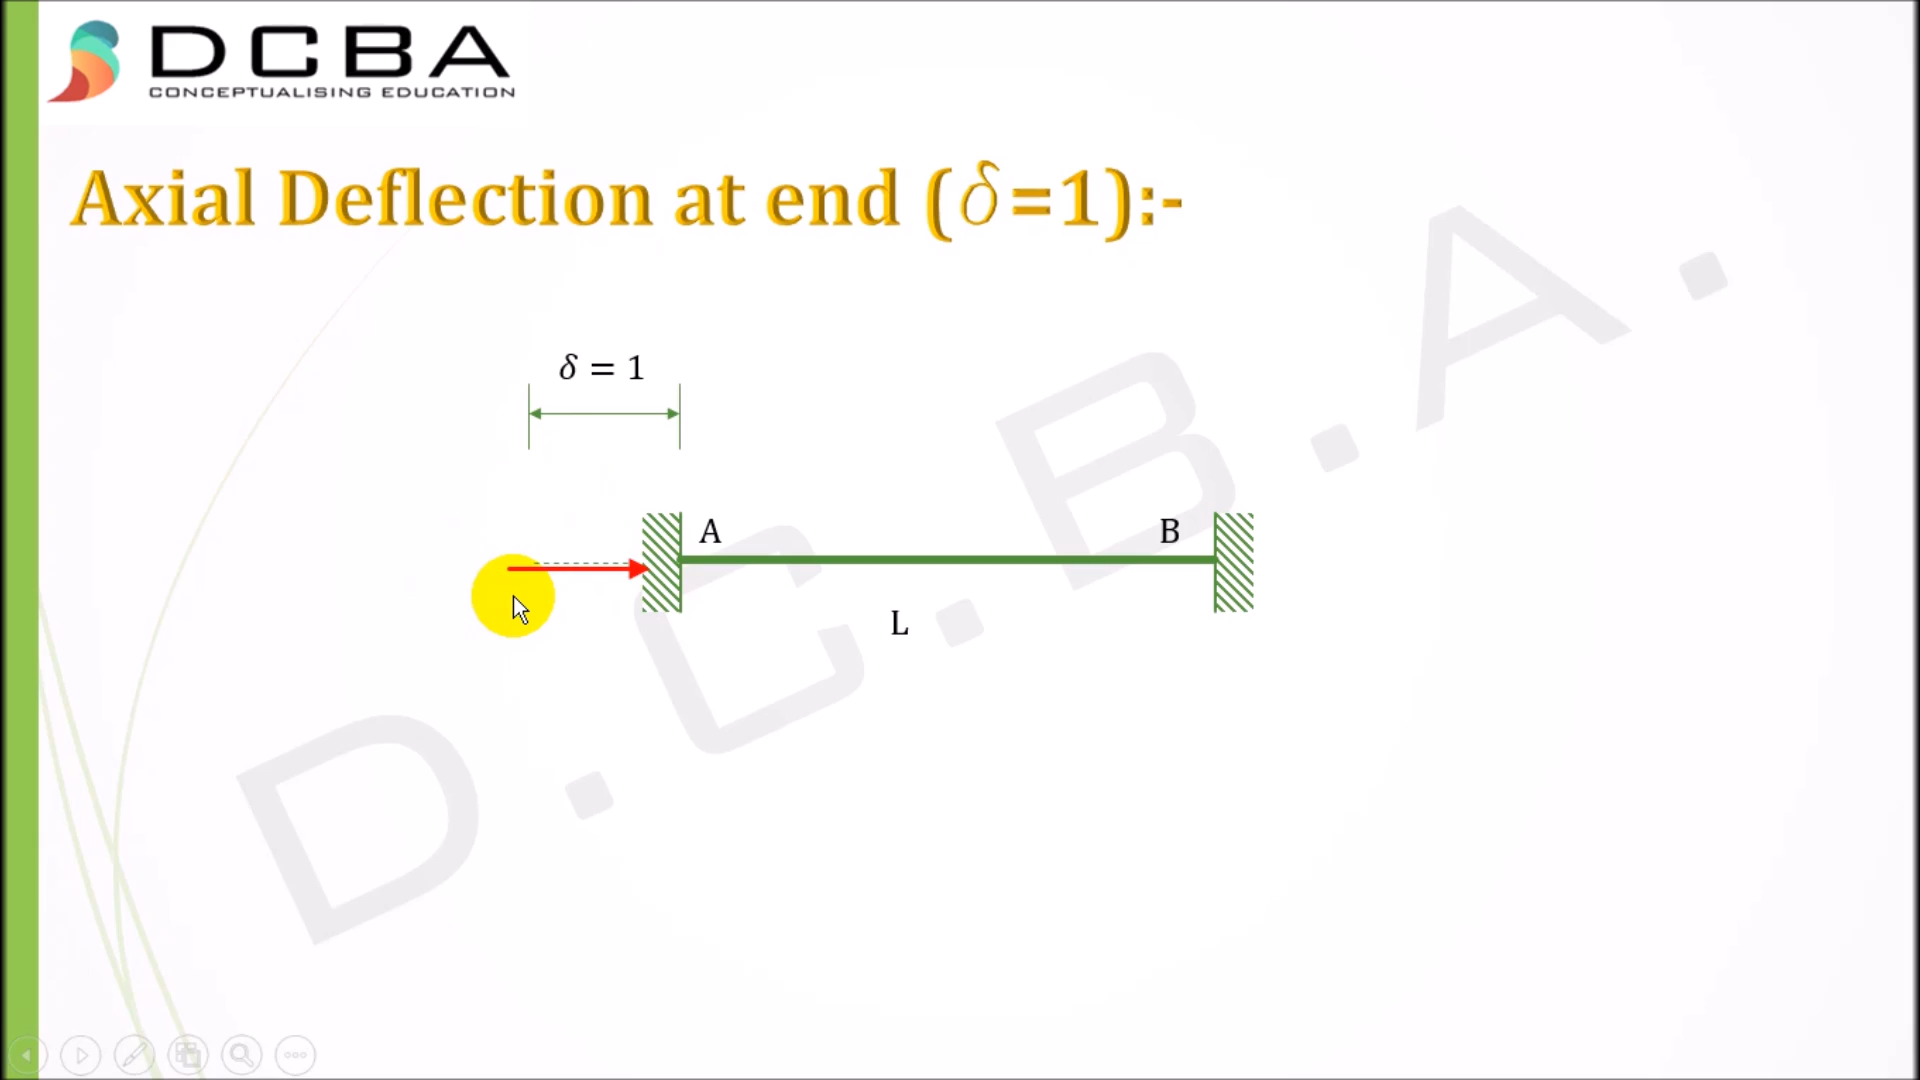 DCBA
CONCEPTUALISING EDUCATION
Axial Deflection at end (δ=1):-
δ = 1
A
B
L
D.C.B.A.